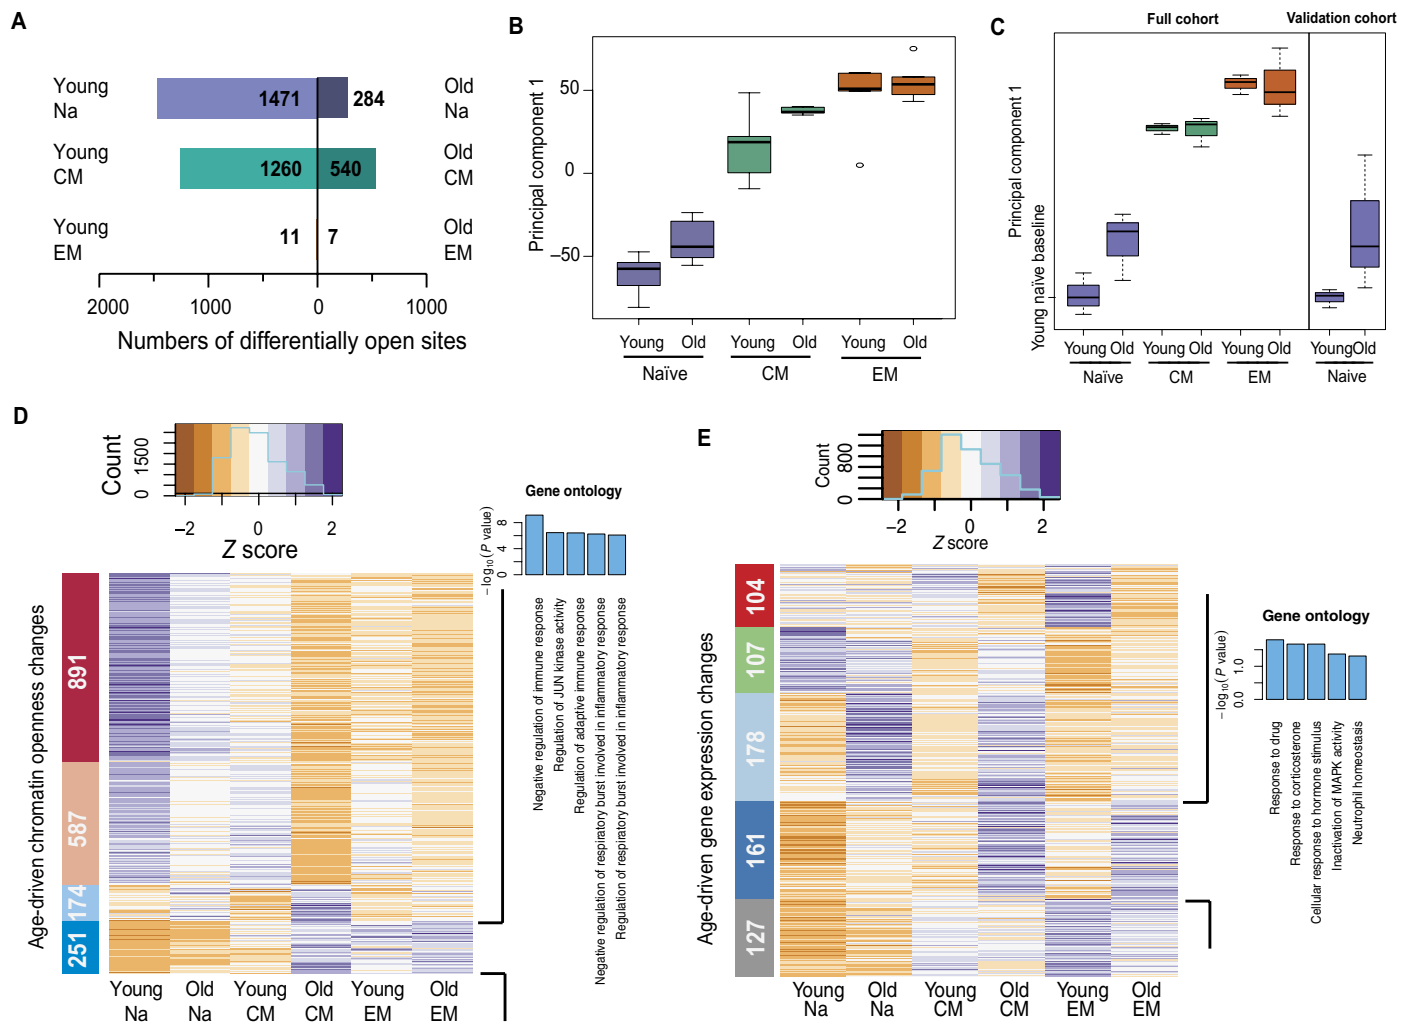 A
Young
Na
1471
284
Old
Na
Young
CM
1260
540
Old
CM
Young
EM
11
7
Old
EM
2000
1000
0
1000
Numbers of differentially open sites
B
Principal component 1
50
0
−50
Young Old Young Old Young Old
Naïve CM EM
C
Full cohort
Validation cohort
Principal component 1
Young naïve baseline
Young Old Young Old Young Old YoungOld
Naïve CM EM Naive
D
Count
0 1500
−2 0 2
Z score
Age-driven chromatin openness changes
891
587
174
251
Young
Na
Old
Na
Young
CM
Old
CM
Young
EM
Old
EM
Gene ontology
−log10(P value)
0 4 8
Negative regulation of immune response
Regulation of JUN kinase activity
Regulation of adaptive immune response
Negative regulation of respiratory burst involved in inflammatory response
Regulation of respiratory burst involved in inflammatory response
E
Count
0 800
−2 0 2
Z score
Age-driven gene expression changes
104
107
178
161
127
Young
Na
Old
Na
Young
CM
Old
CM
Young
EM
Old
EM
Gene ontology
−log10(P value)
0.0 1.0
Response to drug
Response to corticosterone
Cellular response to hormone stimulus
Inactivation of MAPK activity
Neutrophil homeostasis